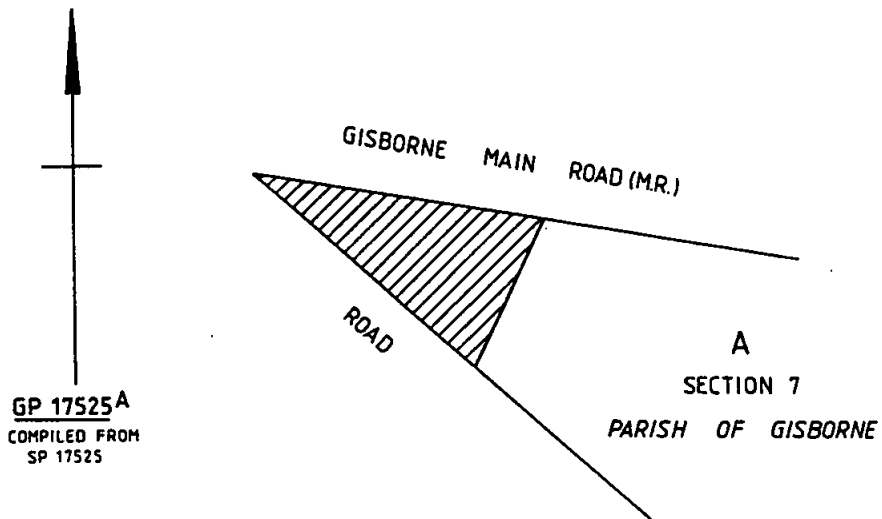 GISBORNE MAIN ROAD (M.R.)
ROAD
A
SECTION 7
PARISH OF GISBORNE
GP 17525A
COMPILED FROM
SP 17525